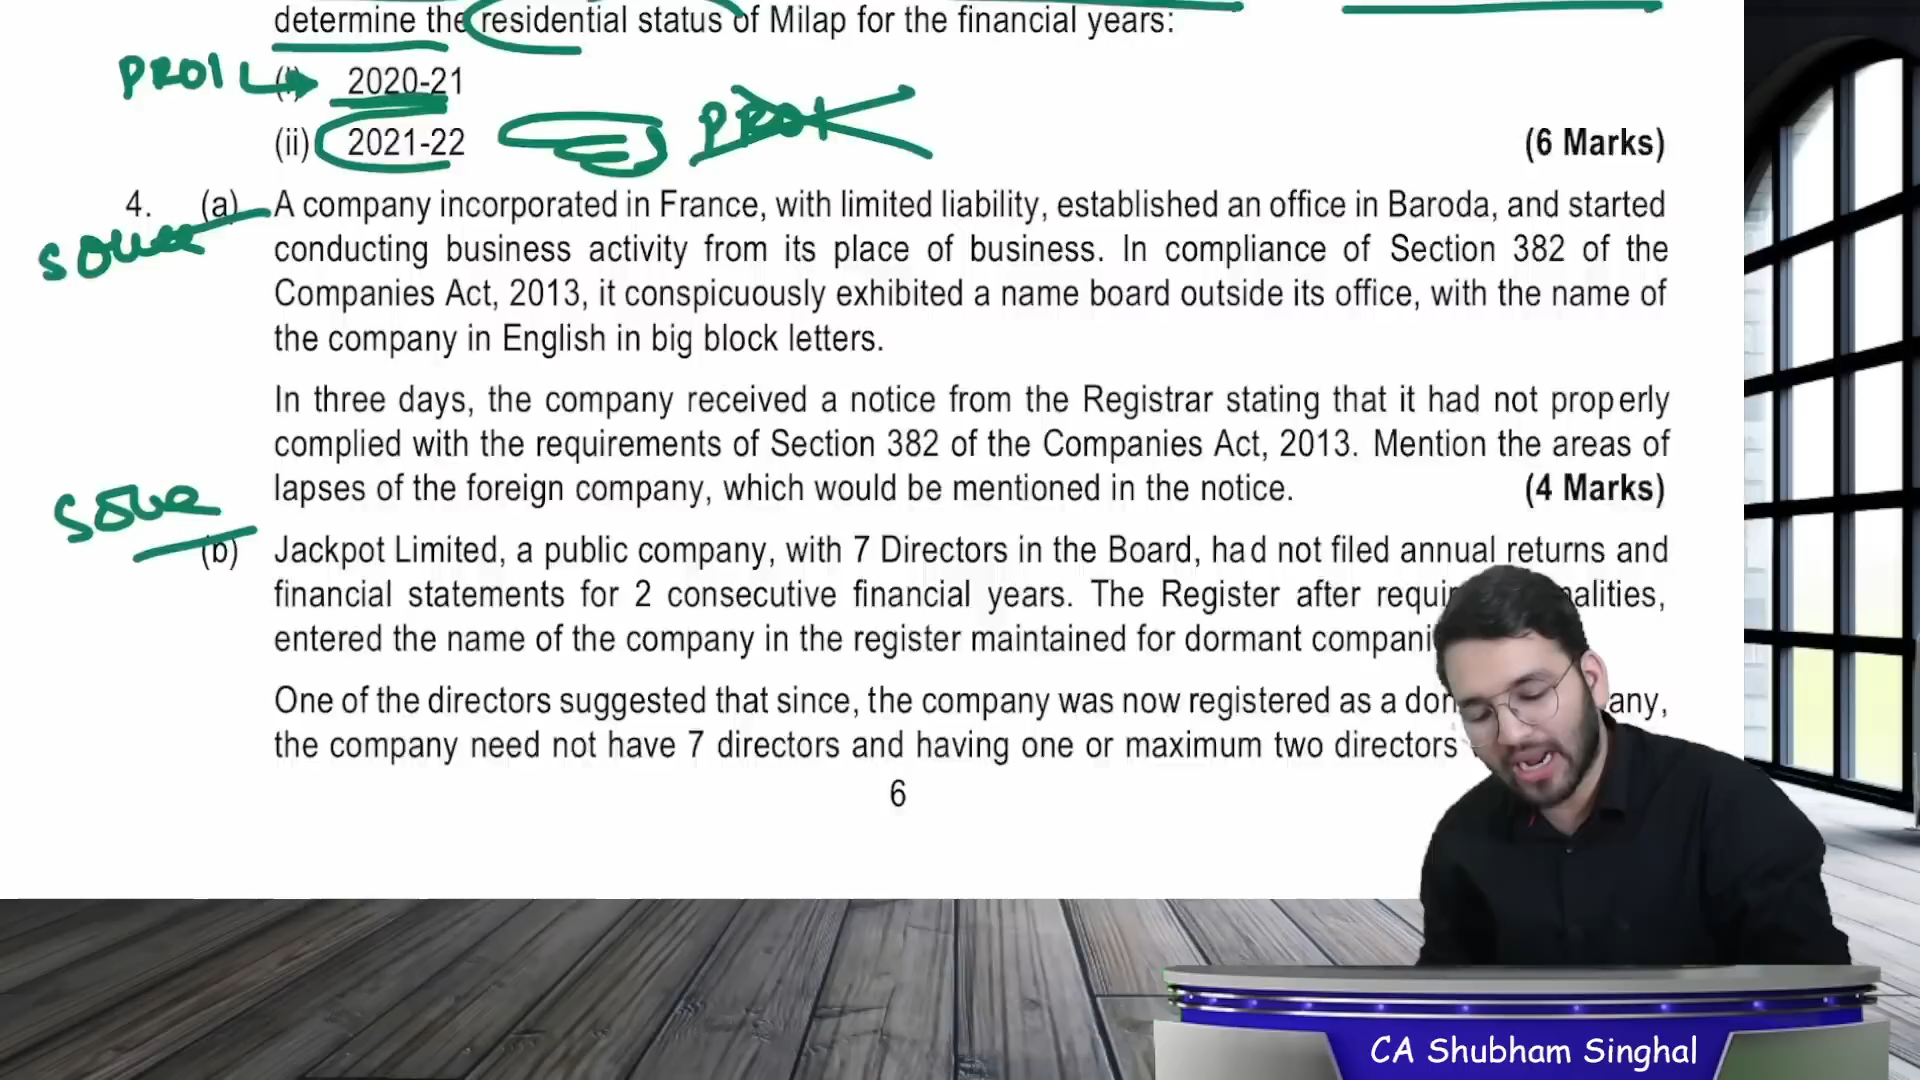 determine the residential status of Milap for the financial years:
PROI (i) 2020-21
(ii) 2021-22 PROI (6 Marks)
4. (a) A company incorporated in France, with limited liability, established an office in Baroda, and started
conducting business activity from its place of business. In compliance of Section 382 of the
Companies Act, 2013, it conspicuously exhibited a name board outside its office, with the name of
the company in English in big block letters.
In three days, the company received a notice from the Registrar stating that it had not properly
complied with the requirements of Section 382 of the Companies Act, 2013. Mention the areas of
lapses of the foreign company, which would be mentioned in the notice. (4 Marks)
Solve
(b) Jackpot Limited, a public company, with 7 Directors in the Board, had not filed annual returns and
financial statements for 2 consecutive financial years. The Register after
entered the name of the company in the register maintained for dormant
One of the directors suggested that since, the company was now registered as a
the company need not have 7 directors and having one or maximum two directors
6
CA Shubham Singhal